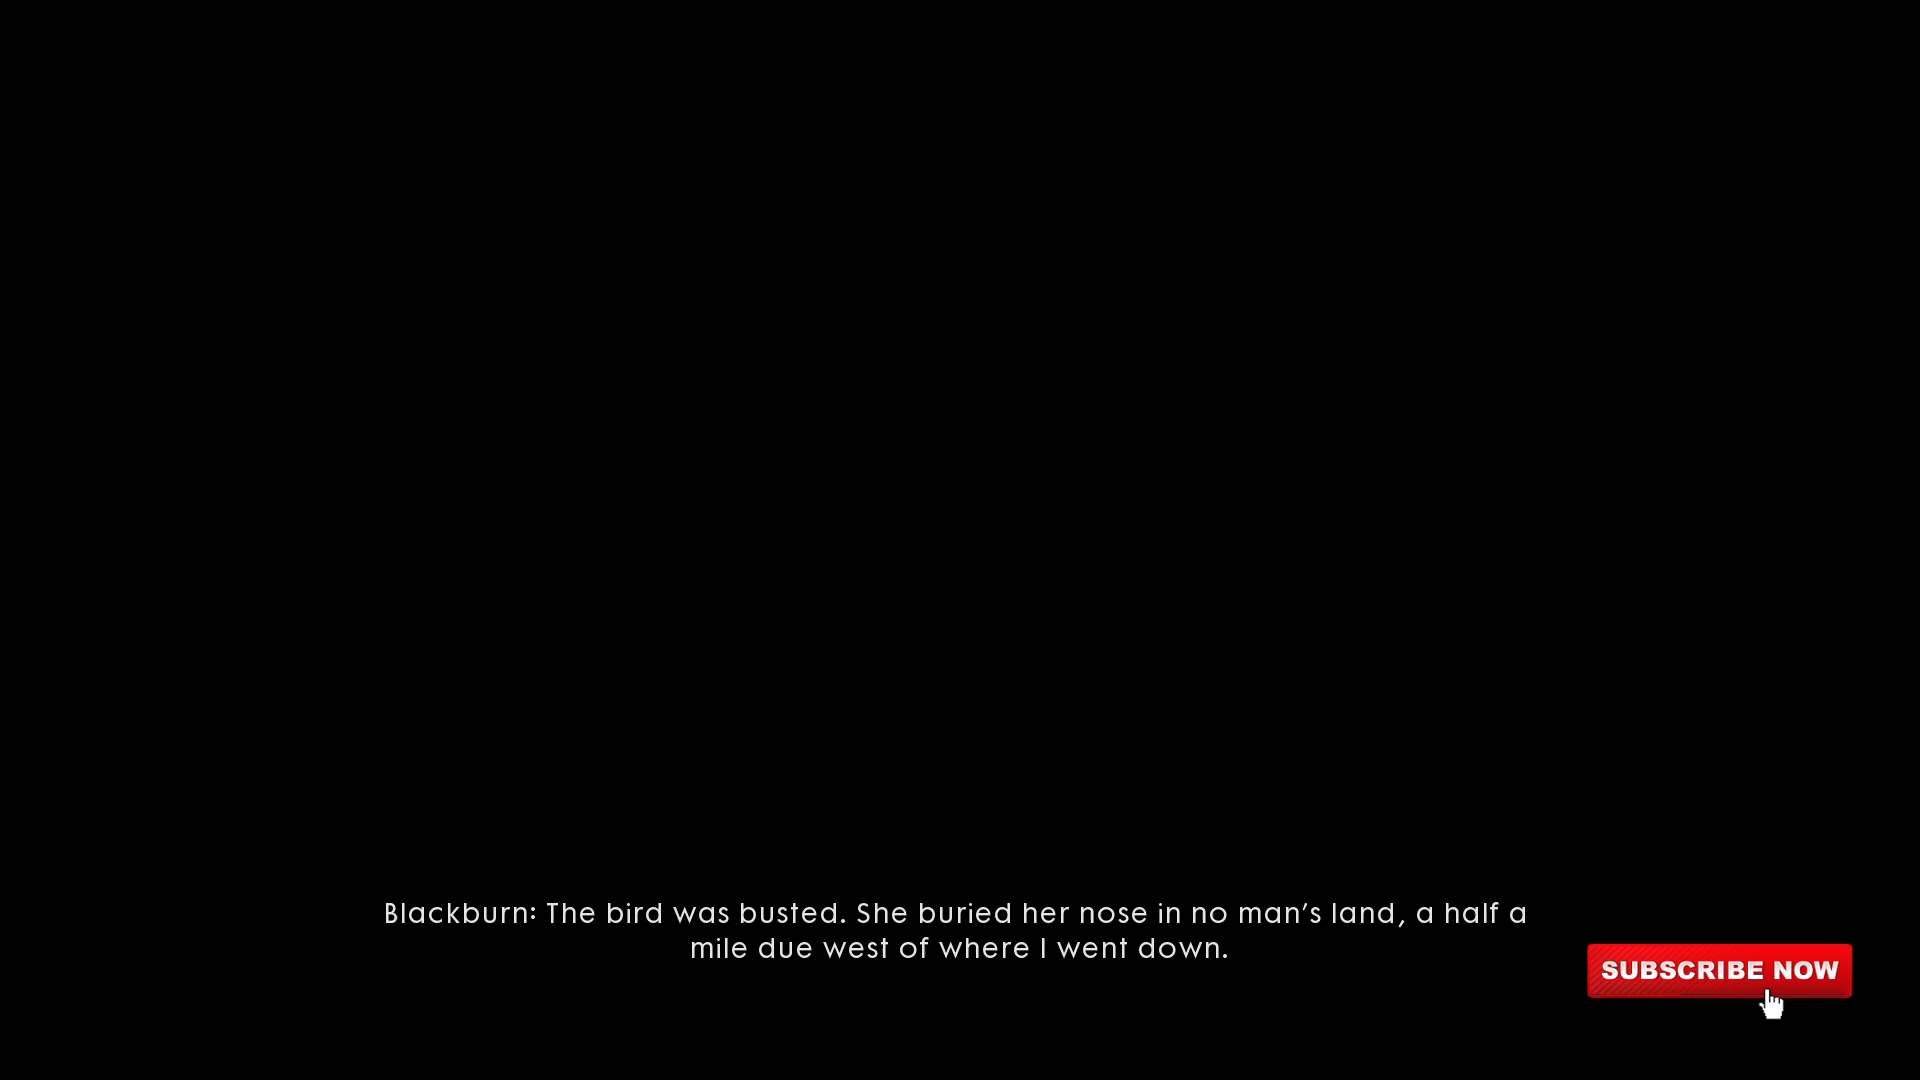 Blackburn: The bird was busted. She buried her nose in no man’s land, a half a
mile due west of where I went down.
SUBSCRIBE NOW